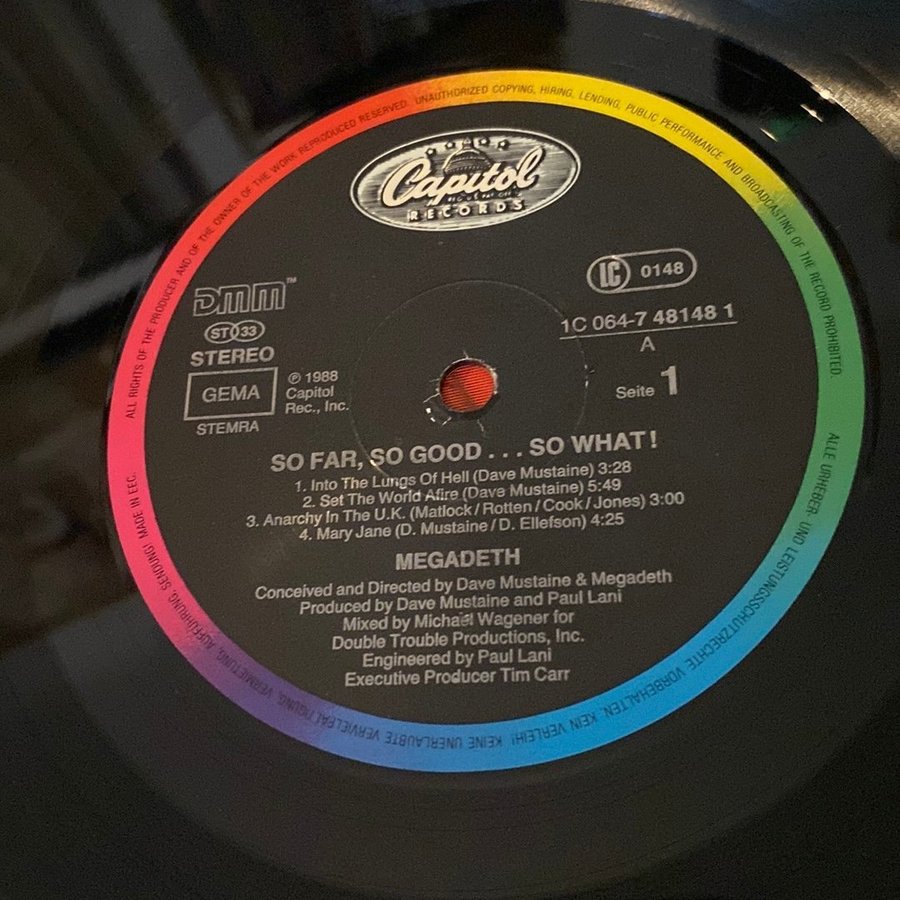 ALL RIGHTS OF THE PRODUCER AND OF THE OWNER OF THE WORK REPRODUCED RESERVED. UNAUTHORIZED COPYING, HIRING, LENDING, PUBLIC PERFORMANCE AND BROADCASTING OF THE RECORD PROHIBITED.
Capitol
RECORDS
DMM™
ST 33
STEREO
GEMA
STEMRA
℗ 1988
Capitol
Rec., Inc.
LC 0148
1C 064-7 48148 1
A
Seite 1
SO FAR, SO GOOD . . . SO WHAT!
1. Into The Lungs Of Hell (Dave Mustaine) 3:28
2. Set The World Afire (Dave Mustaine) 5:49
3. Anarchy In The U.K. (Matlock/Rotten/Cook/Jones) 3:00
4. Mary Jane (D. Mustaine/D. Ellefson) 4:25
MEGADETH
Conceived and Directed by Dave Mustaine & Megadeth
Produced by Dave Mustaine and Paul Lani
Mixed by Michael Wagener for
Double Trouble Productions, Inc.
Engineered by Paul Lani
Executive Producer Tim Carr
ALLE URHEBER- UND LEISTUNGSSCHUTZRECHTE VORBEHALTEN. KEIN VERLEIH! KEINE UNERLAUBTE VERVIELFÄLTIGUNG, VERMIETUNG, AUFFÜHRUNG, SENDUNG! MADE IN EEC.